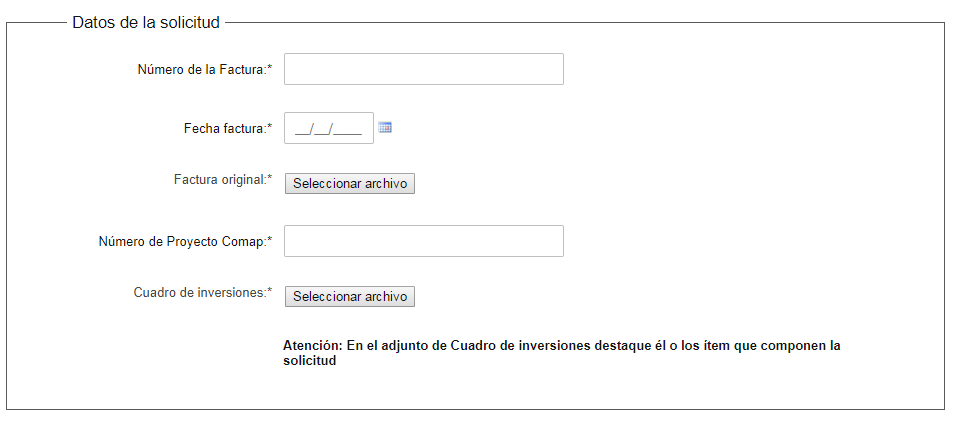 Datos de la solicitud
Número de la Factura:*
Fecha factura:* __/__/____
Factura original:* Seleccionar archivo
Número de Proyecto Comap:*
Cuadro de inversiones:* Seleccionar archivo
Atención: En el adjunto de Cuadro de inversiones destaque él o los ítem que componen la
solicitud